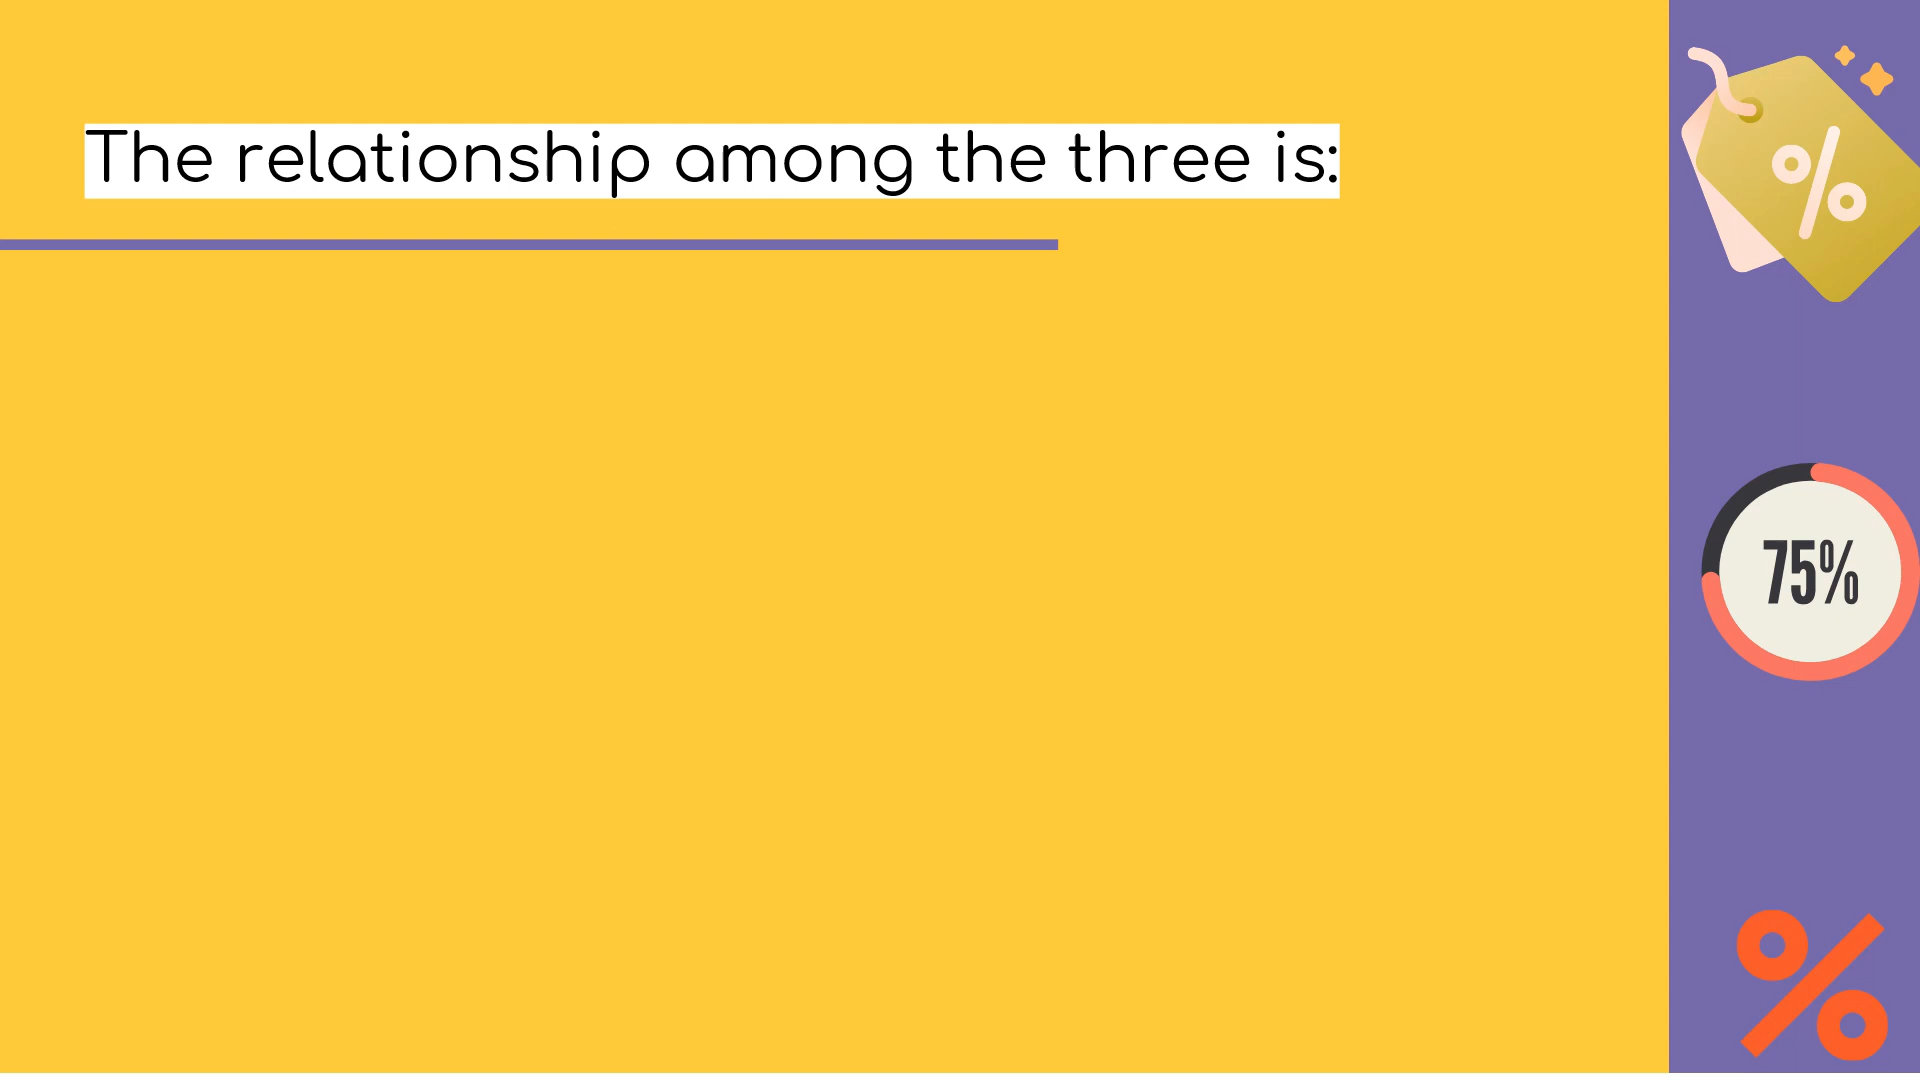 The relationship among the three is:
%
75%
%